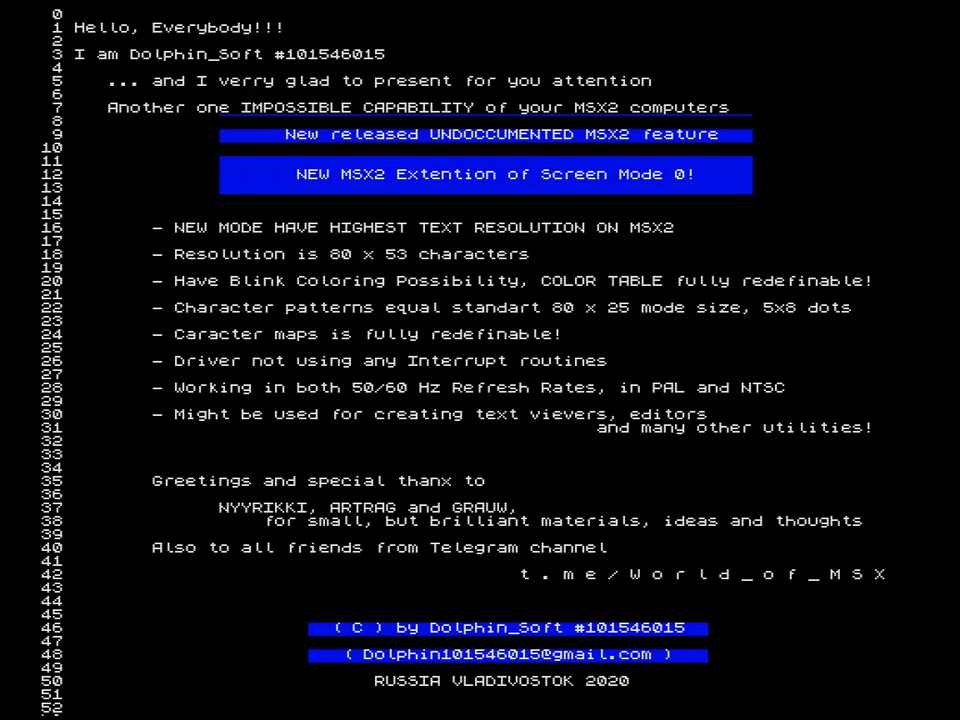 0
1 Hello, Everybody!!!
2
3 I am Dolphin_Soft #101546015
4
5 ... and I verry glad to present for you attention
6
7 Another one IMPOSSIBLE CAPABILITY of your MSX2 computers
8
9 New released UNDOCCUMENTED MSX2 feature
10
11
12 NEW MSX2 Extention of Screen Mode 0!
13
14
15
16 - NEW MODE HAVE HIGHEST TEXT RESOLUTION ON MSX2
17
18 - Resolution is 80 x 53 characters
19
20 - Have Blink Coloring Possibility, COLOR TABLE fully redefinable!
21
22 - Character patterns equal standart 80 x 25 mode size, 5x8 dots
23
24 - Caracter maps is fully redefinable!
25
26 - Driver not using any Interrupt routines
27
28 - Working in both 50/60 Hz Refresh Rates, in PAL and NTSC
29
30 - Might be used for creating text vievers, editors
31 and many other utilities!
32
33
34
35 Greetings and special thanx to
36
37 NYYRIKKI, ARTRAG and GRAUW,
38 for small, but brilliant materials, ideas and thoughts
39
40 Also to all friends from Telegram channel
41
42 t . m e / W o r l d _ o f _ M S X
43
44
45
46 ( C ) by Dolphin_Soft #101546015
47
48 ( Dolphin101546015@gmail.com )
49
50 RUSSIA VLADIVOSTOK 2020
51
52